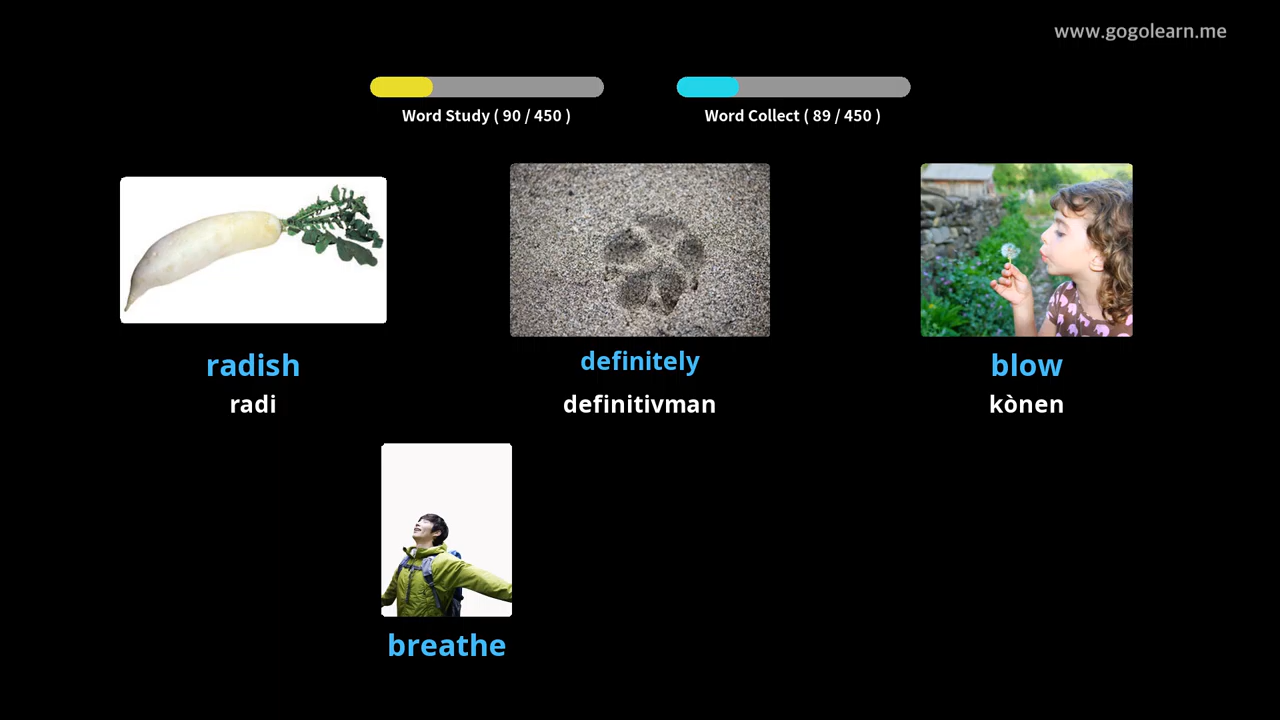 www.gogolearn.me
Word Study ( 90 / 450 )
Word Collect ( 89 / 450 )
radish
definitely
blow
radi
definitivman
kònen
breathe